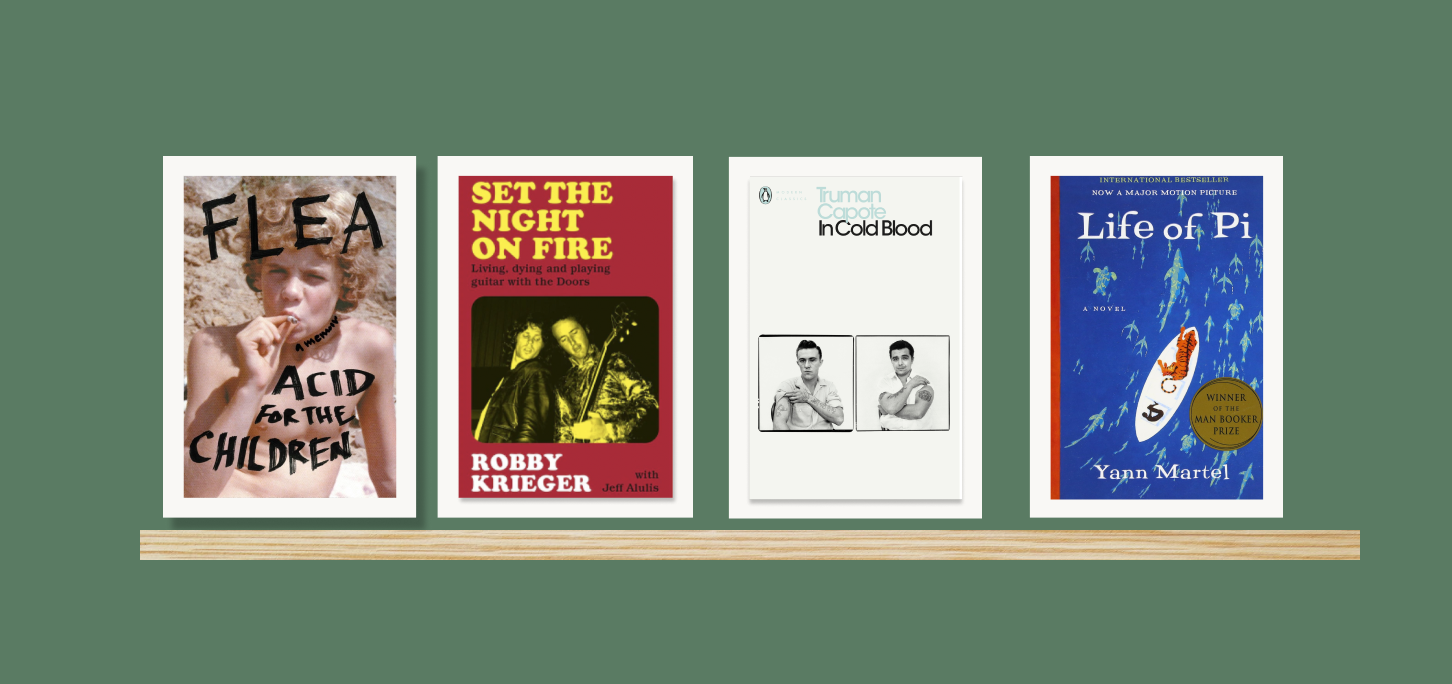 FLEA
a memoir
ACID
FOR THE
CHILDREN
SET THE
NIGHT
ON FIRE
Living, dying and playing
guitar with the Doors
ROBBY
KRIEGER
with
Jeff Alulis
MODERN
CLASSICS
Truman
Capote
In Cold Blood
INTERNATIONAL BESTSELLER
NOW A MAJOR MOTION PICTURE
Life of Pi
A NOVEL
WINNER
OF THE
MAN BOOKER
PRIZE
Yann Martel